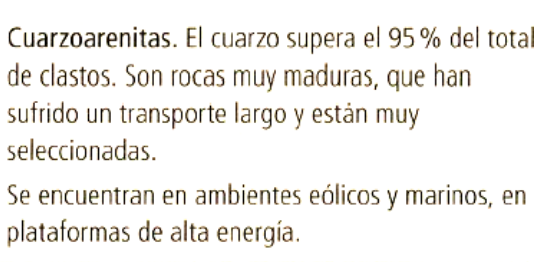 Cuarzoarenitas. El cuarzo supera el 95 % del total
de clastos. Son rocas muy maduras, que han
sufrido un transporte largo y están muy
seleccionadas.
Se encuentran en ambientes eólicos y marinos, en
plataformas de alta energía.